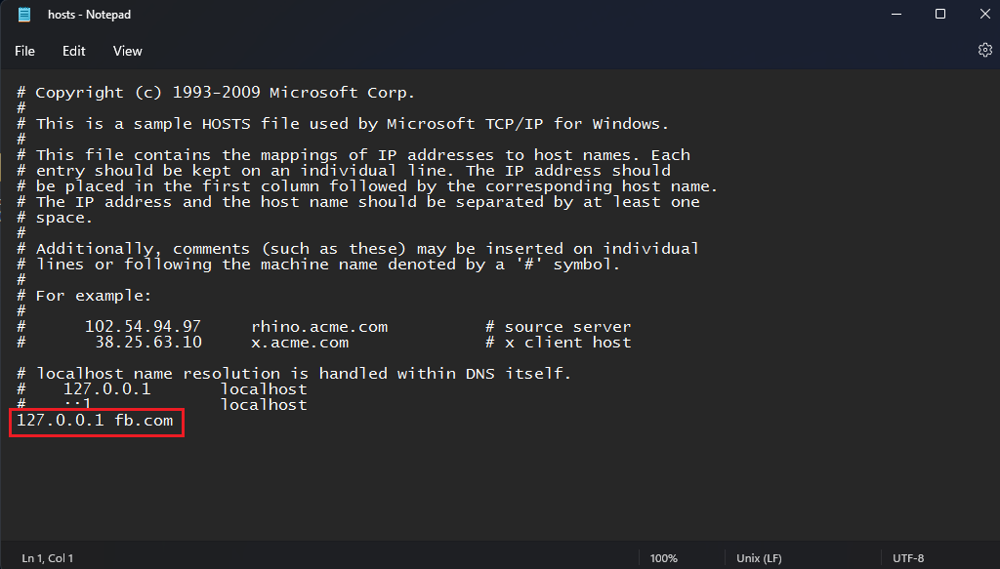 hosts - Notepad
File Edit View
# Copyright (c) 1993-2009 Microsoft Corp.
#
# This is a sample HOSTS file used by Microsoft TCP/IP for Windows.
#
# This file contains the mappings of IP addresses to host names. Each
# entry should be kept on an individual line. The IP address should
# be placed in the first column followed by the corresponding host name.
# The IP address and the host name should be separated by at least one
# space.
#
# Additionally, comments (such as these) may be inserted on individual
# lines or following the machine name denoted by a '#' symbol.
#
# For example:
#
#      102.54.94.97     rhino.acme.com          # source server
#       38.25.63.10     x.acme.com              # x client host

# localhost name resolution is handled within DNS itself.
#    127.0.0.1       localhost
#    ::1             localhost
127.0.0.1 fb.com
Ln 1, Col 1 100% Unix (LF) UTF-8